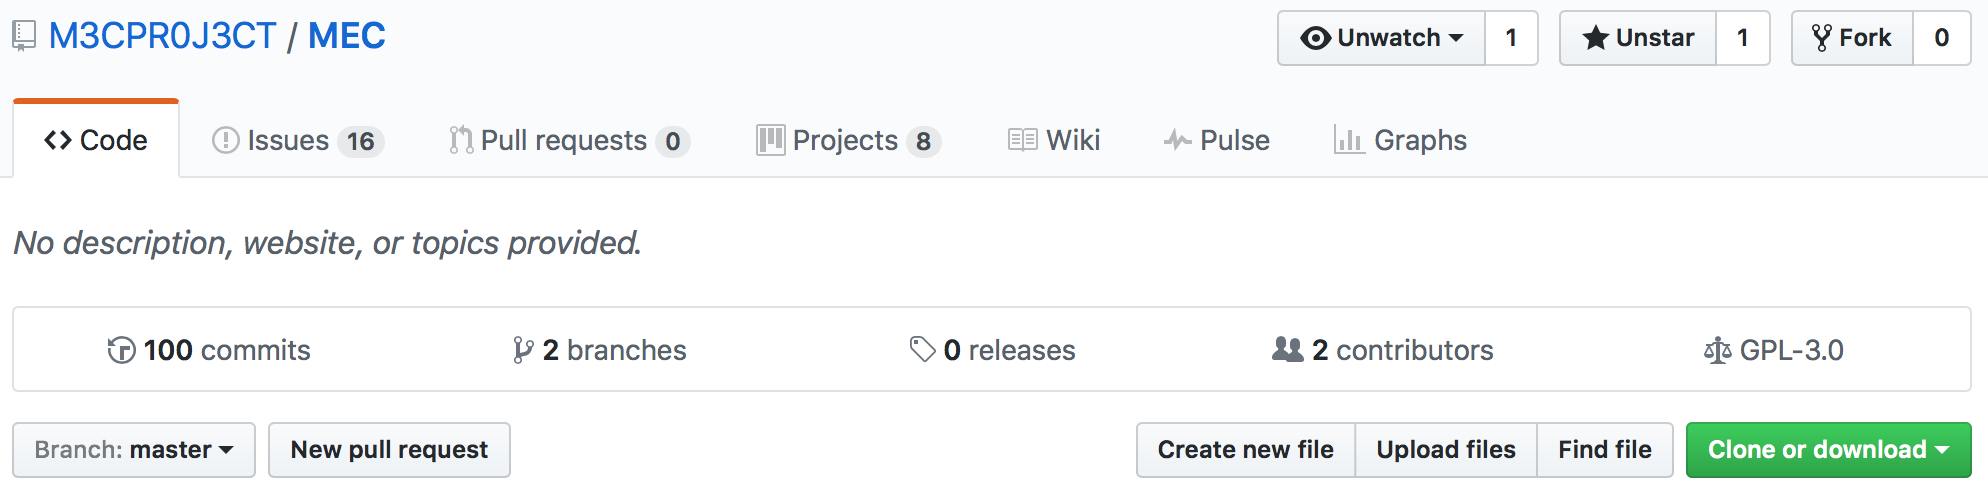 M3CPR0J3CT / MEC Unwatch 1 Unstar 1 Fork 0
Code Issues 16 Pull requests 0 Projects 8 Wiki Pulse Graphs
No description, website, or topics provided.
100 commits 2 branches 0 releases 2 contributors GPL-3.0
Branch: master New pull request Create new file Upload files Find file Clone or download